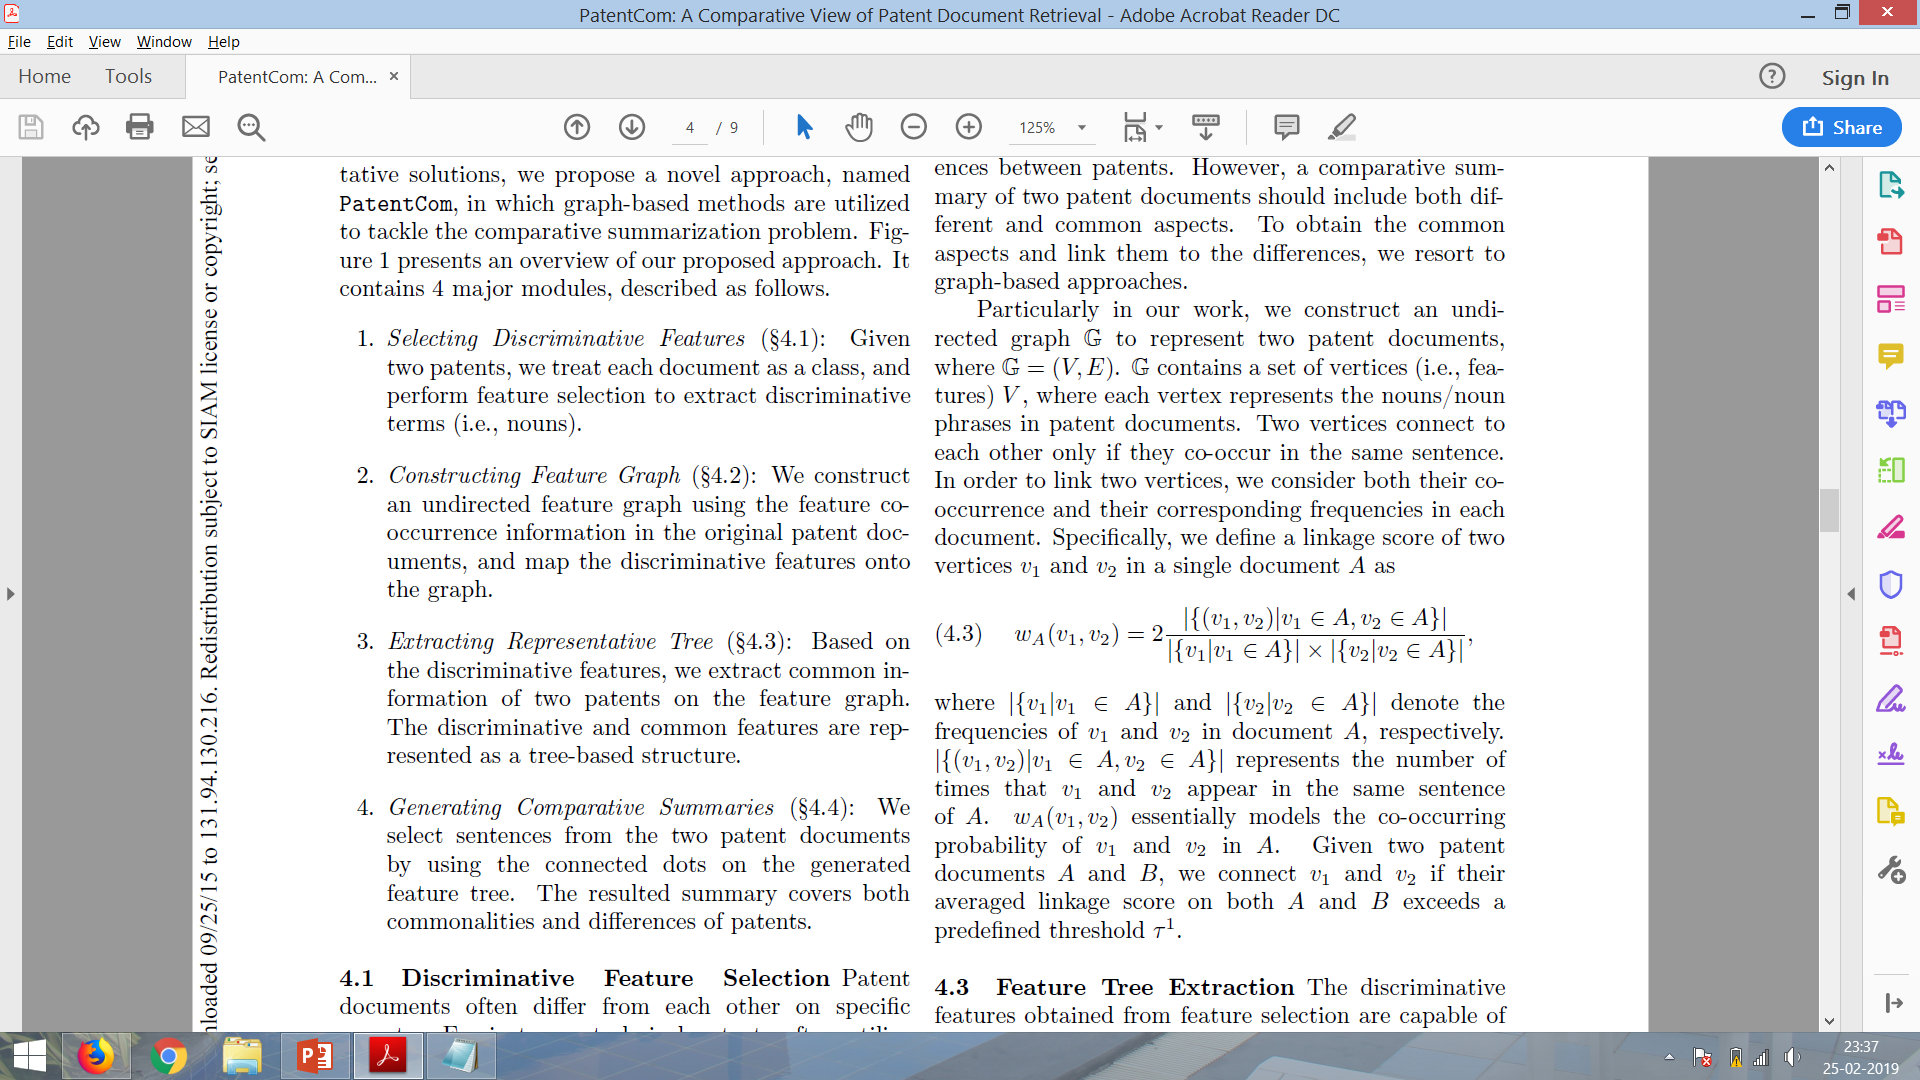 PatentCom: A Comparative View of Patent Document Retrieval - Adobe Acrobat Reader DC
File Edit View Window Help
Home Tools PatentCom: A Com... ×
? Sign In
4 / 9 125% Share
nloaded 09/25/15 to 131.94.130.216. Redistribution subject to SIAM license or copyright; se
tative solutions, we propose a novel approach, named
PatentCom, in which graph-based methods are utilized
to tackle the comparative summarization problem. Fig-
ure 1 presents an overview of our proposed approach. It
contains 4 major modules, described as follows.
1. Selecting Discriminative Features (§4.1): Given
two patents, we treat each document as a class, and
perform feature selection to extract discriminative
terms (i.e., nouns).
2. Constructing Feature Graph (§4.2): We construct
an undirected feature graph using the feature co-
occurrence information in the original patent doc-
uments, and map the discriminative features onto
the graph.
3. Extracting Representative Tree (§4.3): Based on
the discriminative features, we extract common in-
formation of two patents on the feature graph.
The discriminative and common features are rep-
resented as a tree-based structure.
4. Generating Comparative Summaries (§4.4): We
select sentences from the two patent documents
by using the connected dots on the generated
feature tree. The resulted summary covers both
commonalities and differences of patents.
4.1 Discriminative Feature Selection Patent
documents often differ from each other on specific
ences between patents. However, a comparative sum-
mary of two patent documents should include both dif-
ferent and common aspects. To obtain the common
aspects and link them to the differences, we resort to
graph-based approaches.
Particularly in our work, we construct an undi-
rected graph 𝔾 to represent two patent documents,
where 𝔾 = (V, E). 𝔾 contains a set of vertices (i.e., fea-
tures) V, where each vertex represents the nouns/noun
phrases in patent documents. Two vertices connect to
each other only if they co-occur in the same sentence.
In order to link two vertices, we consider both their co-
occurrence and their corresponding frequencies in each
document. Specifically, we define a linkage score of two
vertices v₁ and v₂ in a single document A as
(4.3) w_A(v₁, v₂) = 2 |{(v₁, v₂)|v₁ ∈ A, v₂ ∈ A}| / |{v₁|v₁ ∈ A}| × |{v₂|v₂ ∈ A}|,
where |{v₁|v₁ ∈ A}| and |{v₂|v₂ ∈ A}| denote the
frequencies of v₁ and v₂ in document A, respectively.
|{(v₁, v₂)|v₁ ∈ A, v₂ ∈ A}| represents the number of
times that v₁ and v₂ appear in the same sentence
of A. w_A(v₁, v₂) essentially models the co-occurring
probability of v₁ and v₂ in A. Given two patent
documents A and B, we connect v₁ and v₂ if their
averaged linkage score on both A and B exceeds a
predefined threshold τ¹.
4.3 Feature Tree Extraction The discriminative
features obtained from feature selection are capable of
23:37
25-02-2019